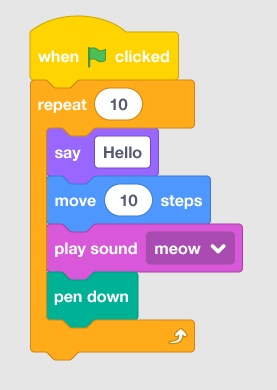 when clicked
repeat 10
say Hello
move 10 steps
play sound meow
pen down